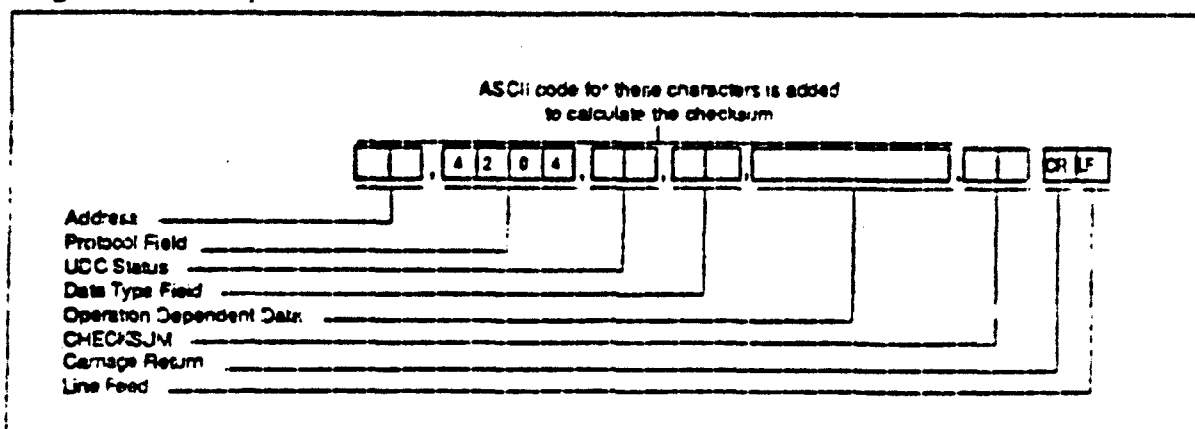 ASCII code for these characters is added
to calculate the checksum
, 4 2 0 4 , , , , CR LF
Address
Protocol Field
UDC Status
Data Type Field
Operation Dependent Data
CHECKSUM
Carriage Return
Line Feed